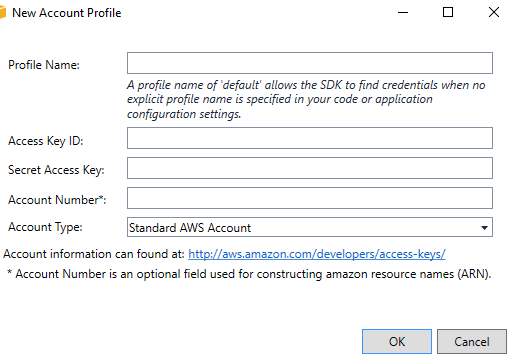 New Account Profile
Profile Name:
A profile name of 'default' allows the SDK to find credentials when no
explicit profile name is specified in your code or application
configuration settings.
Access Key ID:
Secret Access Key:
Account Number*:
Account Type: Standard AWS Account
Account information can found at: http://aws.amazon.com/developers/access-keys/
* Account Number is an optional field used for constructing amazon resource names (ARN).
OK Cancel